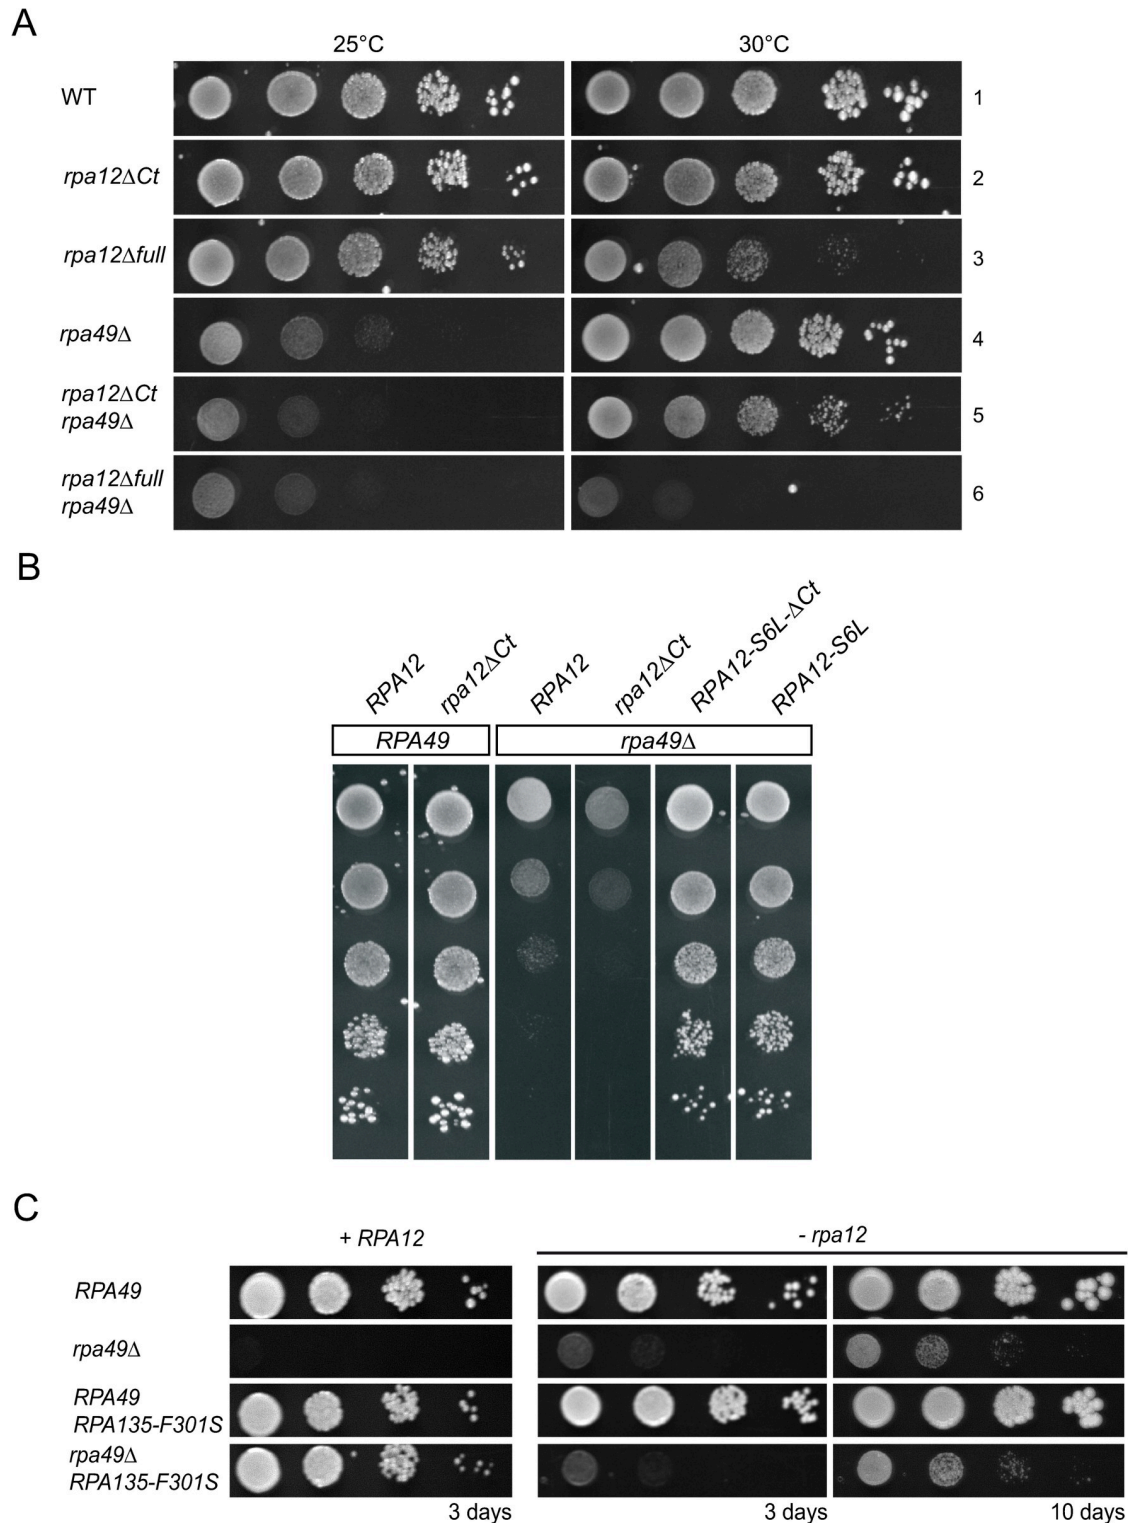 A
25°C 30°C
WT 1
rpa12ΔCt 2
rpa12Δfull 3
rpa49Δ 4
rpa12ΔCt
rpa49Δ 5
rpa12Δfull
rpa49Δ 6
B
RPA12 rpa12ΔCt RPA12 rpa12ΔCt RPA12-S6L-ΔCt RPA12-S6L
RPA49 rpa49Δ
C
+ RPA12 - rpa12
RPA49
rpa49Δ
RPA49
RPA135-F301S
rpa49Δ
RPA135-F301S
3 days 3 days 10 days